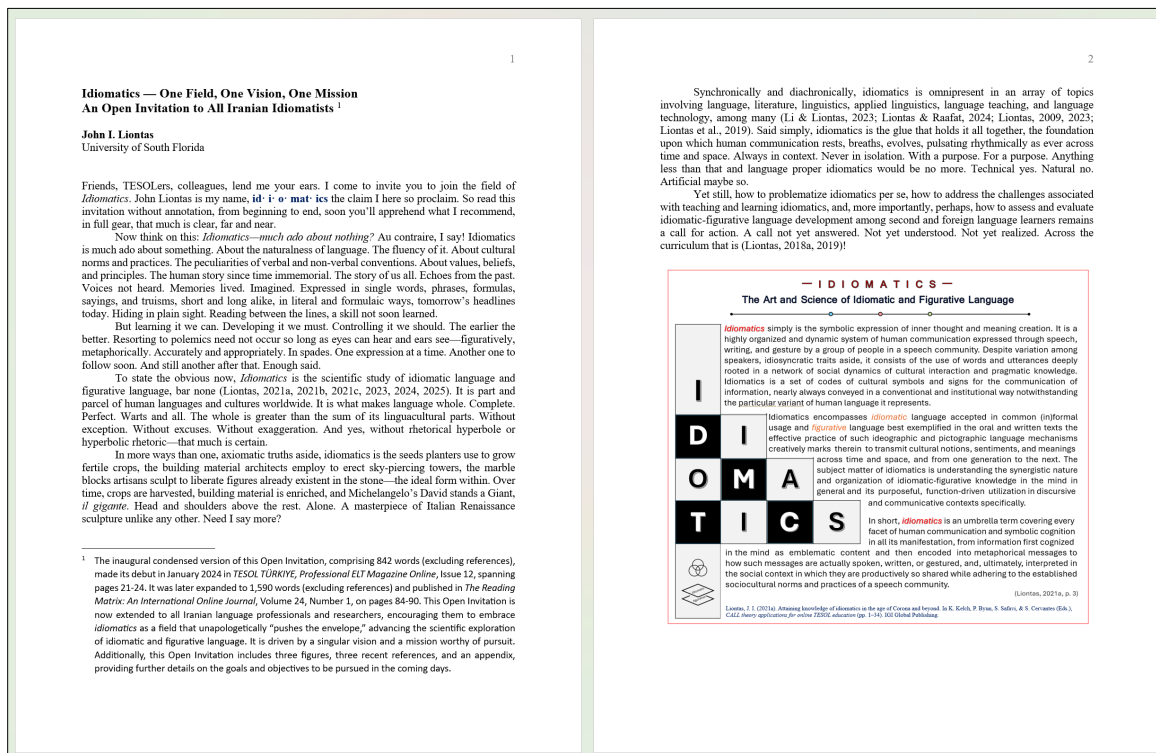 1
Idiomatics — One Field, One Vision, One Mission
An Open Invitation to All Iranian Idiomatists 1
John I. Liontas
University of South Florida
Friends, TESOLers, colleagues, lend me your ears. I come to invite you to join the field of
Idiomatics. John Liontas is my name, id· i· o· mat· ics the claim I here so proclaim. So read this
invitation without annotation, from beginning to end, soon you'll apprehend what I recommend,
in full gear, that much is clear, far and near.
Now think on this: Idiomatics—much ado about nothing? Au contraire, I say! Idiomatics
is much ado about something. About the naturalness of language. The fluency of it. About cultural
norms and practices. The peculiarities of verbal and non-verbal conventions. About values, beliefs,
and principles. The human story since time immemorial. The story of us all. Echoes from the past.
Voices not heard. Memories lived. Imagined. Expressed in single words, phrases, formulas,
sayings, and truisms, short and long alike, in literal and formulaic ways, tomorrow's headlines
today. Hiding in plain sight. Reading between the lines, a skill not soon learned.
But learning it we can. Developing it we must. Controlling it we should. The earlier the
better. Resorting to polemics need not occur so long as eyes can hear and ears see—figuratively,
metaphorically. Accurately and appropriately. In spades. One expression at a time. Another one to
follow soon. And still another after that. Enough said.
To state the obvious now, Idiomatics is the scientific study of idiomatic language and
figurative language, bar none (Liontas, 2021a, 2021b, 2021c, 2023, 2024, 2025). It is part and
parcel of human languages and cultures worldwide. It is what makes language whole. Complete.
Perfect. Warts and all. The whole is greater than the sum of its linguacultural parts. Without
exception. Without excuses. Without exaggeration. And yes, without rhetorical hyperbole or
hyperbolic rhetoric—that much is certain.
In more ways than one, axiomatic truths aside, idiomatics is the seeds planters use to grow
fertile crops, the building material architects employ to erect sky-piercing towers, the marble
blocks artisans sculpt to liberate figures already existent in the stone—the ideal form within. Over
time, crops are harvested, building material is enriched, and Michelangelo's David stands a Giant,
il gigante. Head and shoulders above the rest. Alone. A masterpiece of Italian Renaissance
sculpture unlike any other. Need I say more?
1 The inaugural condensed version of this Open Invitation, comprising 842 words (excluding references),
made its debut in January 2024 in TESOL TÜRKIYE, Professional ELT Magazine Online, Issue 12, spanning
pages 21-24. It was later expanded to 1,590 words (excluding references) and published in The Reading
Matrix: An International Online Journal, Volume 24, Number 1, on pages 84-90. This Open Invitation is
now extended to all Iranian language professionals and researchers, encouraging them to embrace
idiomatics as a field that unapologetically "pushes the envelope," advancing the scientific exploration
of idiomatic and figurative language. It is driven by a singular vision and a mission worthy of pursuit.
Additionally, this Open Invitation includes three figures, three recent references, and an appendix,
providing further details on the goals and objectives to be pursued in the coming days.
2
Synchronically and diachronically, idiomatics is omnipresent in an array of topics
involving language, literature, linguistics, applied linguistics, language teaching, and language
technology, among many (Li & Liontas, 2023; Liontas & Raafat, 2024; Liontas, 2009, 2023;
Liontas et al., 2019). Said simply, idiomatics is the glue that holds it all together, the foundation
upon which human communication rests, breaths, evolves, pulsating rhythmically as ever across
time and space. Always in context. Never in isolation. With a purpose. For a purpose. Anything
less than that and language proper idiomatics would be no more. Technical yes. Natural no.
Artificial maybe so.
Yet still, how to problematize idiomatics per se, how to address the challenges associated
with teaching and learning idiomatics, and, more importantly, perhaps, how to assess and evaluate
idiomatic-figurative language development among second and foreign language learners remains
a call for action. A call not yet answered. Not yet understood. Not yet realized. Across the
curriculum that is (Liontas, 2018a, 2019)!
— I D I O M A T I C S —
The Art and Science of Idiomatic and Figurative Language
Idiomatics simply is the symbolic expression of inner thought and meaning creation. It is a
highly organized and dynamic system of human communication expressed through speech,
writing, and gesture by a group of people in a speech community. Despite variation among
speakers, idiosyncratic traits aside, it consists of the use of words and utterances deeply
rooted in a network of social dynamics of cultural interaction and pragmatic knowledge.
Idiomatics is a set of codes of cultural symbols and signs for the communication of
information, nearly always conveyed in a conventional and institutional way notwithstanding
the particular variant of human language it represents.
I
D I
O M A
T I C S
Idiomatics encompasses idiomatic language accepted in common (in)formal
usage and figurative language best exemplified in the oral and written texts the
effective practice of such ideographic and pictographic language mechanisms
creatively marks therein to transmit cultural notions, sentiments, and meanings
across time and space, and from one generation to the next. The
subject matter of idiomatics is understanding the synergistic nature
and organization of idiomatic-figurative knowledge in the mind in
general and its purposeful, function-driven utilization in discursive
and communicative contexts specifically.
In short, idiomatics is an umbrella term covering every
facet of human communication and symbolic cognition
in all its manifestation, from information first cognized
in the mind as emblematic content and then encoded into metaphorical messages to
how such messages are actually spoken, written, or gestured, and, ultimately, interpreted in
the social context in which they are productively so shared while adhering to the established
sociocultural norms and practices of a speech community.
(Liontas, 2021a, p. 3)
Liontas, J. I. (2021a). Attaining knowledge of idiomatics in the age of Corona and beyond. In K. Kelch, P. Byun, S. Safavi, & S. Cervantes (Eds.),
CALL theory applications for online TESOL education (pp. 1–34). IGI Global Publishing.